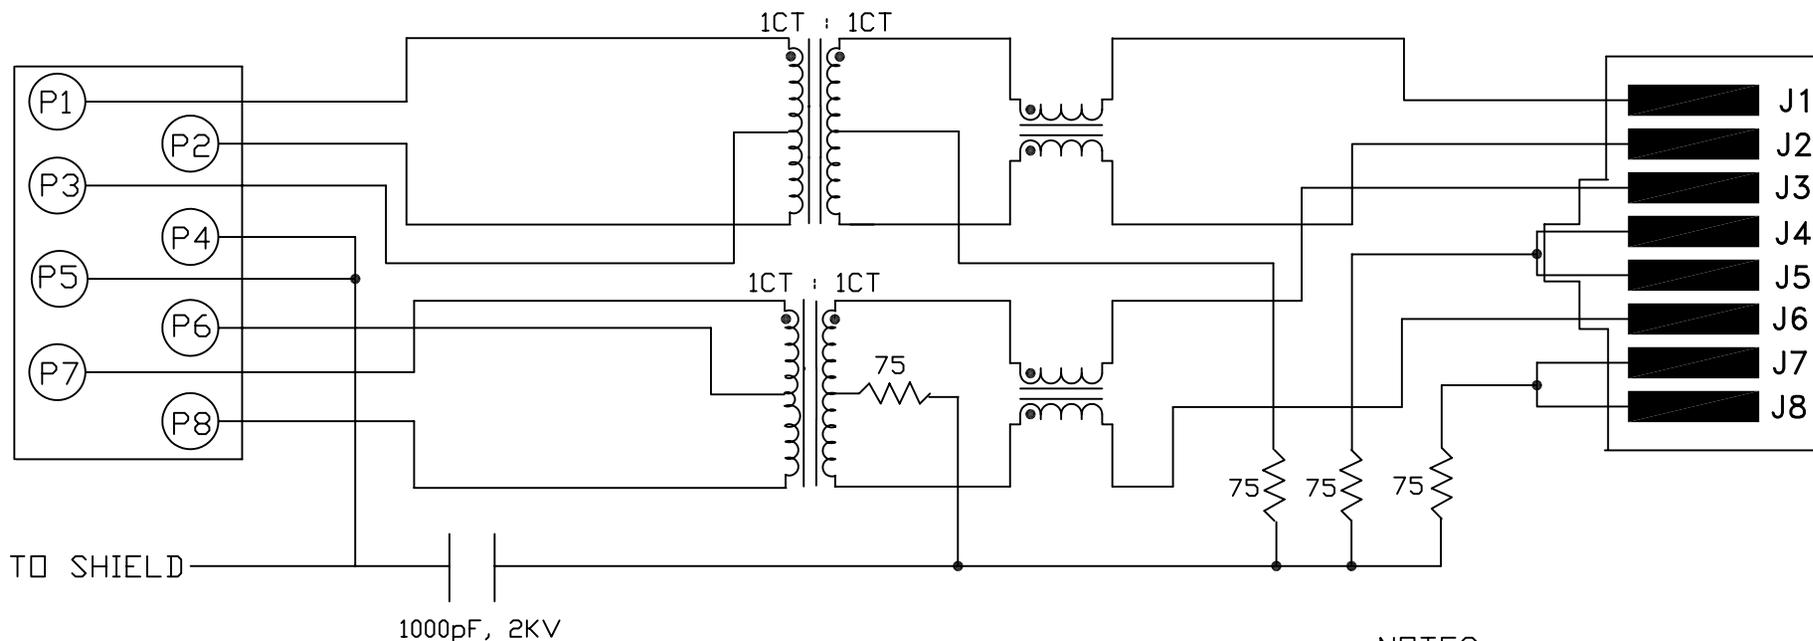 1CT : 1CT
P1
P2
P3
P4
P5
P6
P7
P8
1CT : 1CT
75
75
75
75
J1
J2
J3
J4
J5
J6
J7
J8
TO SHIELD
1000pF, 2KV
NOTES